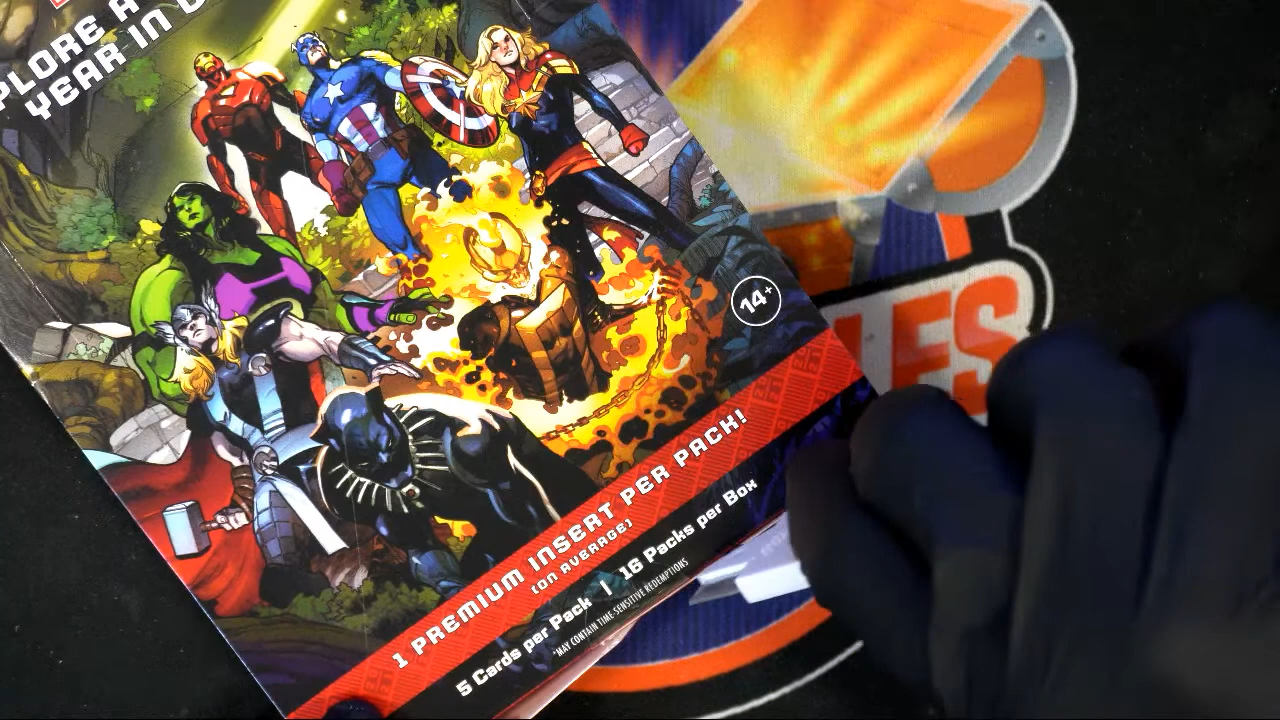 PLORE A
YEAR IN D
14+
1 PREMIUM INSERT PER PACK!
(ON AVERAGE)
5 Cards per Pack | 16 Packs per Box
*MAY CONTAIN TIME-SENSITIVE REDEMPTIONS
LES